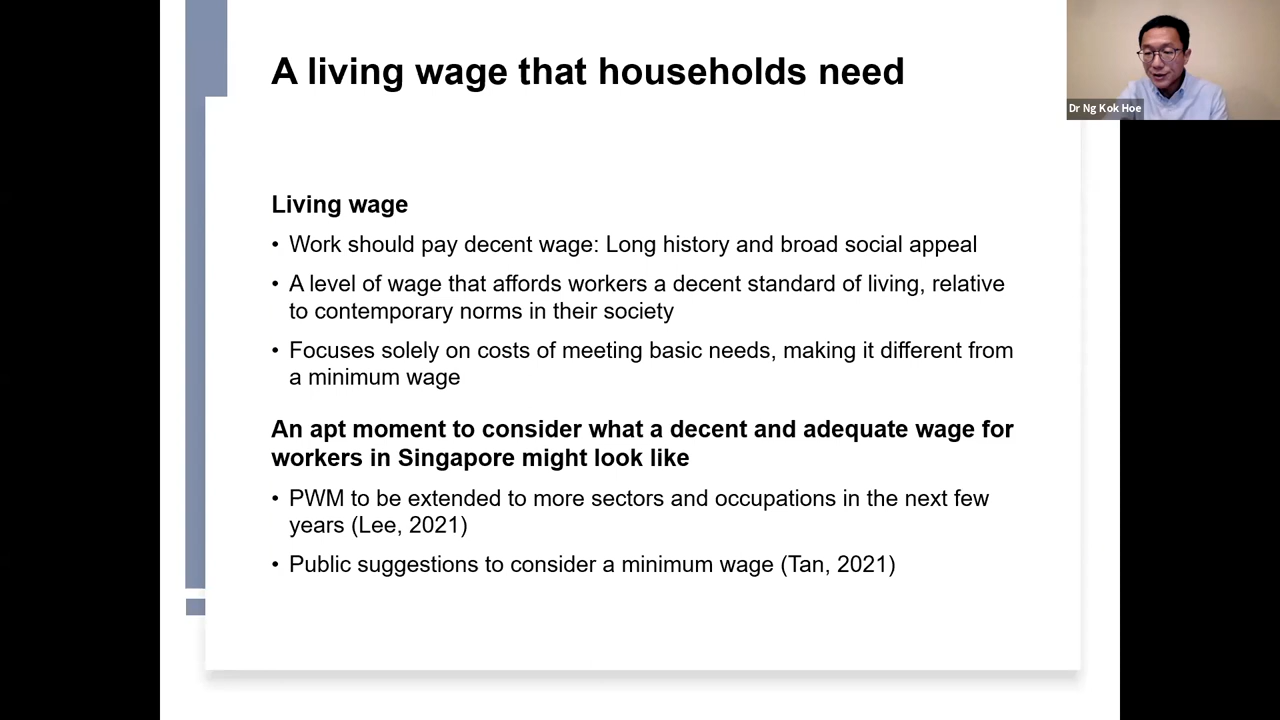 A living wage that households need
Dr Ng Kok Hoe
Living wage
• Work should pay decent wage: Long history and broad social appeal
• A level of wage that affords workers a decent standard of living, relative
to contemporary norms in their society
• Focuses solely on costs of meeting basic needs, making it different from
a minimum wage
An apt moment to consider what a decent and adequate wage for
workers in Singapore might look like
• PWM to be extended to more sectors and occupations in the next few
years (Lee, 2021)
• Public suggestions to consider a minimum wage (Tan, 2021)